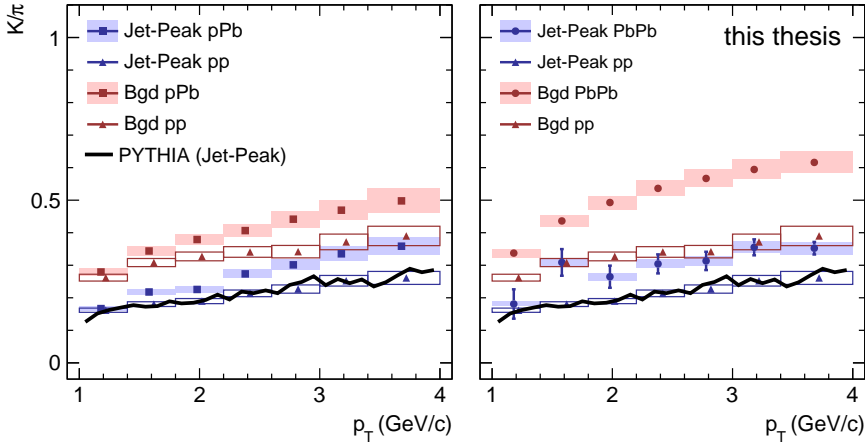 K/π
1
0.5
0
Jet-Peak pPb
Jet-Peak pp
Bgd pPb
Bgd pp
PYTHIA (Jet-Peak)
1 2 3 4
p_T (GeV/c)
this thesis
Jet-Peak PbPb
Jet-Peak pp
Bgd PbPb
Bgd pp
1 2 3 4
p_T (GeV/c)